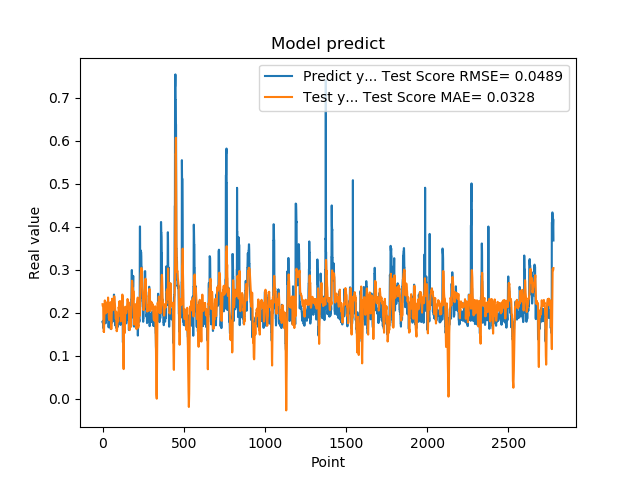 Model predict
Predict y... Test Score RMSE= 0.0489
Test y... Test Score MAE= 0.0328
0.7
0.6
0.5
0.4
0.3
0.2
0.1
0.0
Real value
0 500 1000 1500 2000 2500
Point